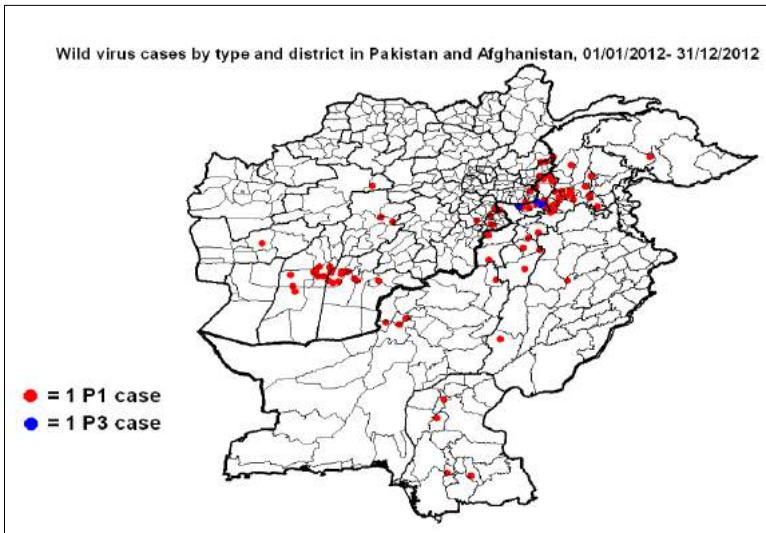 Wild virus cases by type and district in Pakistan and Afghanistan, 01/01/2012- 31/12/2012
= 1 P1 case
= 1 P3 case